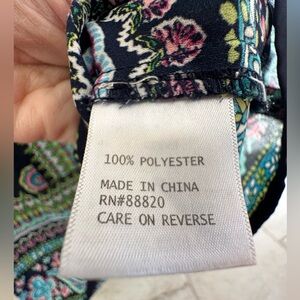 100% POLYESTER
MADE IN CHINA
RN#88820
CARE ON REVERSE